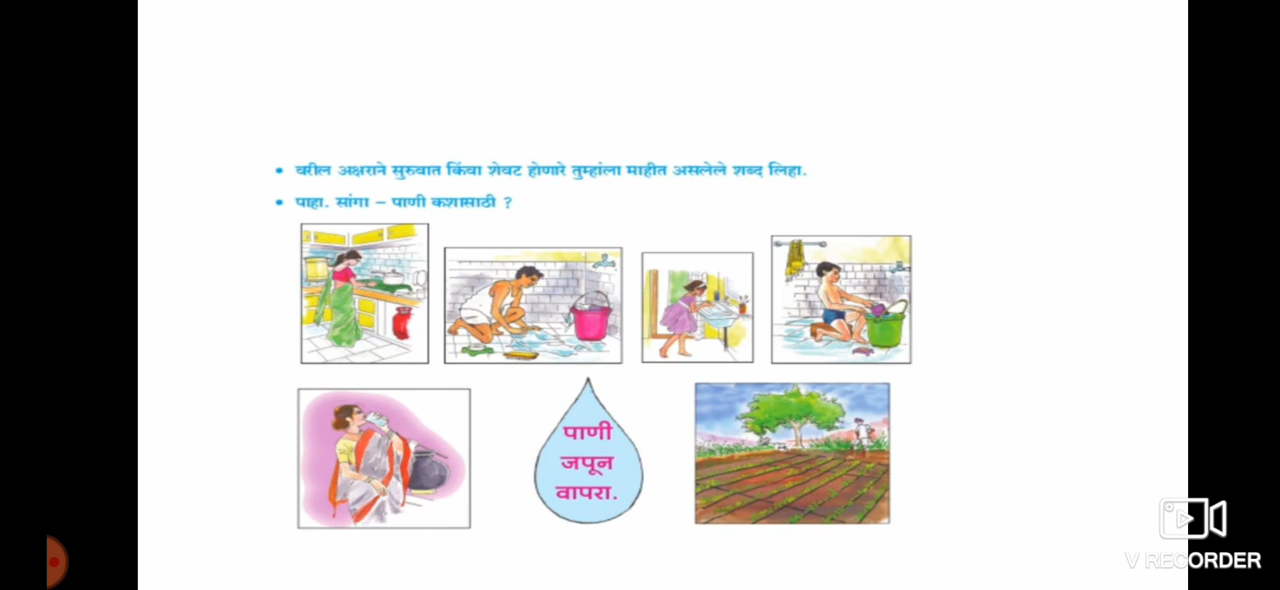 • वरील अक्षराने सुरुवात किंवा शेवट होणारे तुम्हांला माहीत असलेले शब्द लिहा.
• पाहा. सांगा – पाणी कशासाठी ?
पाणी
जपून
वापरा.
V RECORDER